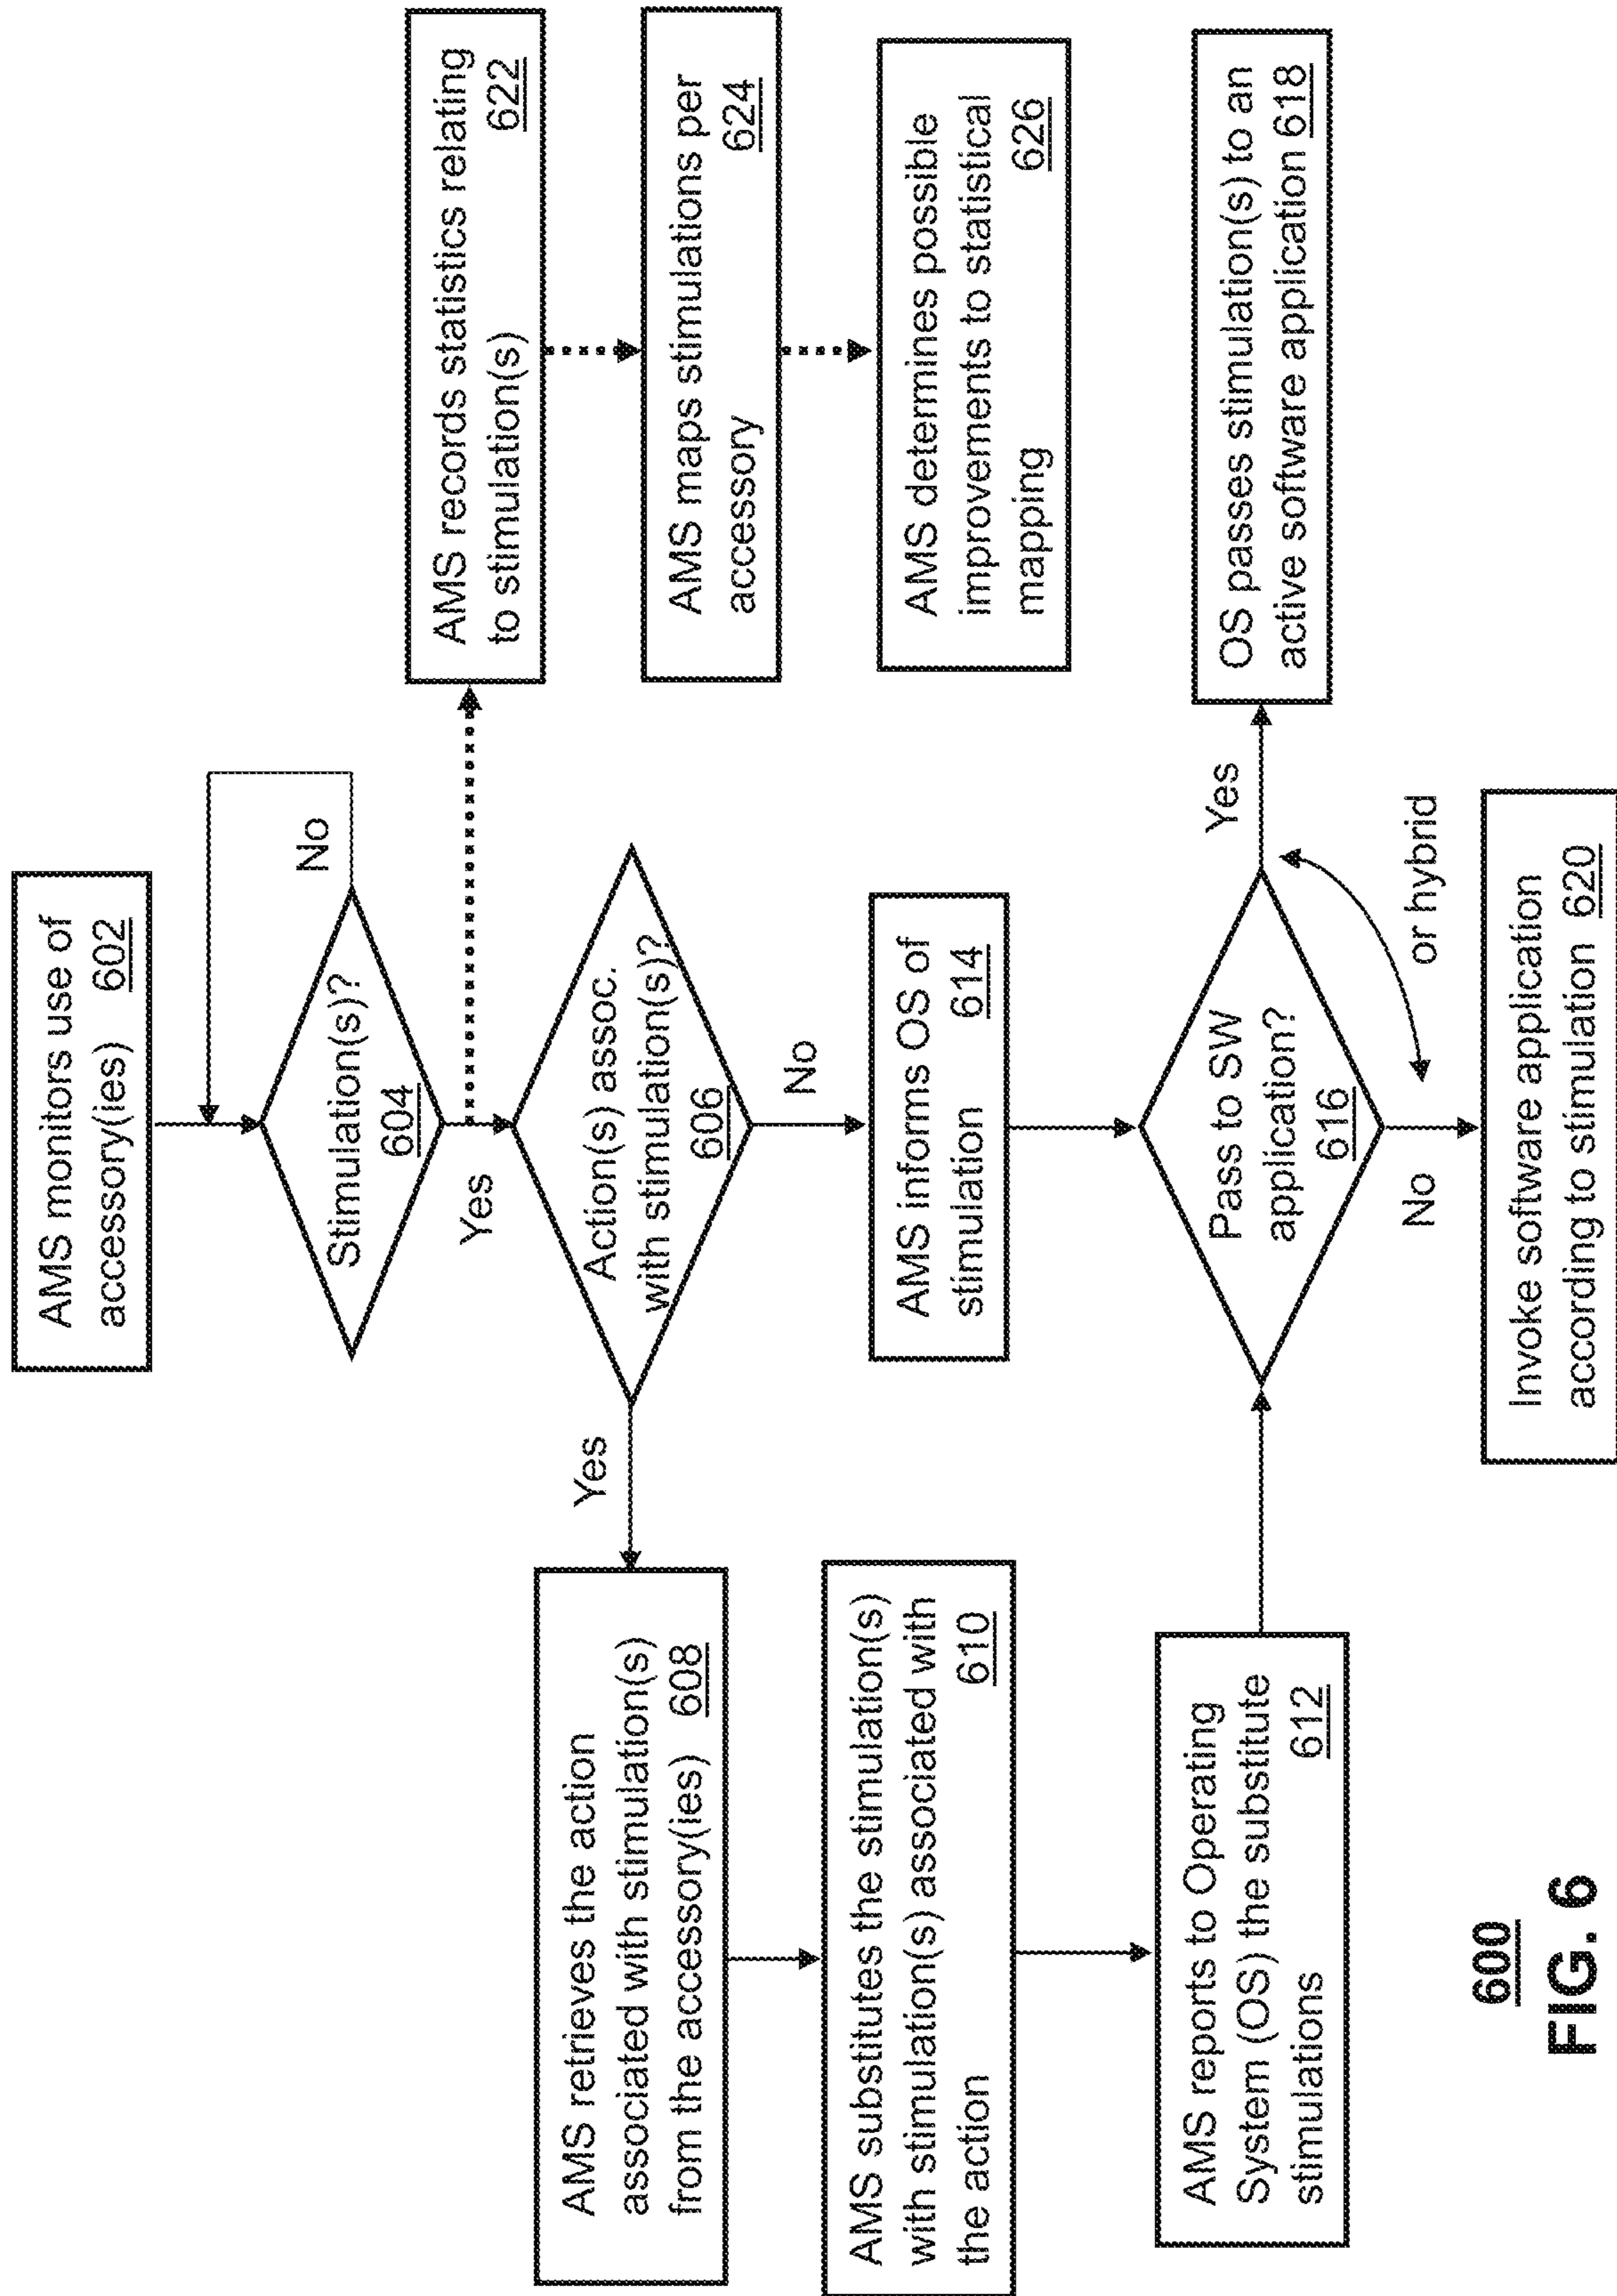 AMS monitors use of
accessory(ies) 602
Stimulation(s)?
604
No
Yes
AMS records statistics relating
to stimulation(s) 622
AMS maps stimulations per
accessory 624
AMS determines possible
improvements to statistical
mapping 626
Action(s) assoc.
with stimulation(s)?
606
Yes
No
AMS retrieves the action
associated with stimulation(s)
from the accessory(ies) 608
AMS substitutes the stimulation(s)
with stimulation(s) associated with
the action 610
AMS reports to Operating
System (OS) the substitute
stimulations 612
AMS informs OS of
stimulation 614
Pass to SW
application?
616
Yes
No
or hybrid
OS passes stimulation(s) to an
active software application 618
Invoke software application
according to stimulation 620
600
FIG. 6